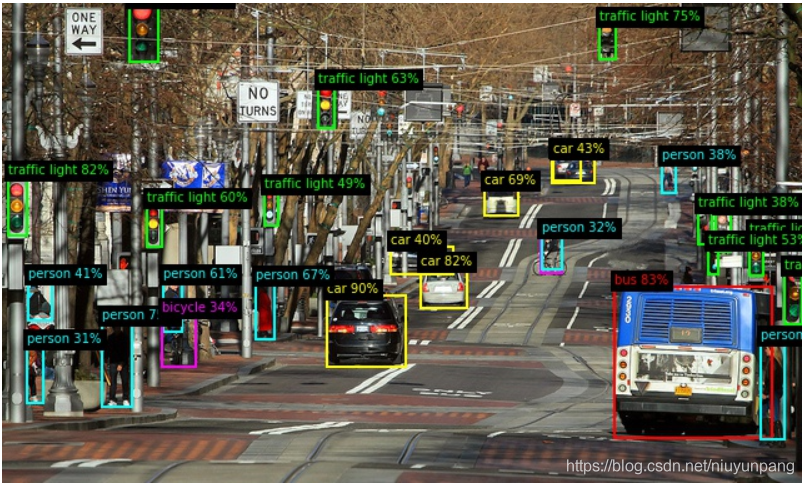 ONE
WAY
traffic light 75%
traffic light 63%
NO
TURNS
NO
car 43%
person 38%
traffic light 82%
car 69%
traffic light 60%
traffic light 49%
traffic light 38%
person 32%
car 40%
traffic light 53%
car 82%
person 41%
person 61%
person 67%
car 90%
bus 83%
bicycle 34%
person 7
person 31%
person
https://blog.csdn.net/niuyunpang